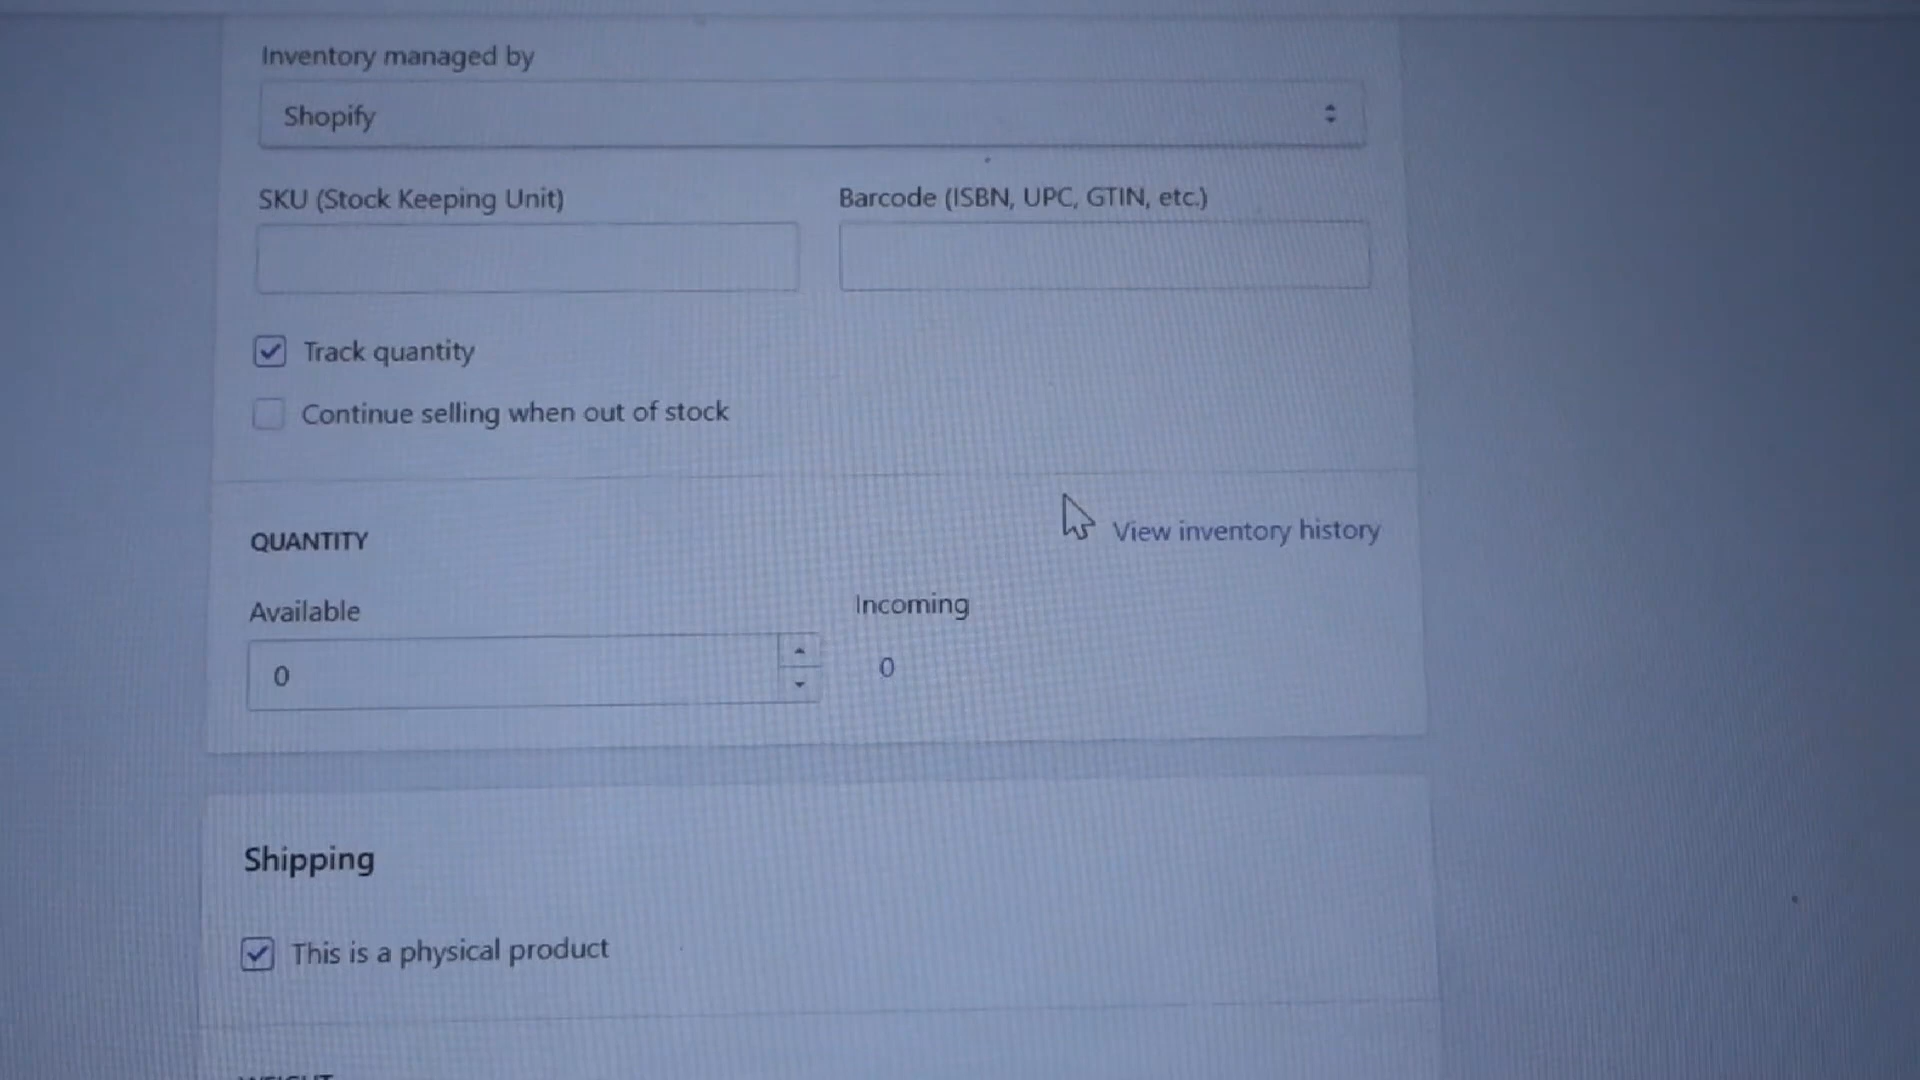 Inventory managed by
Shopify
SKU (Stock Keeping Unit)
Barcode (ISBN, UPC, GTIN, etc.)
Track quantity
Continue selling when out of stock
QUANTITY
View inventory history
Available
Incoming
0
0
Shipping
This is a physical product